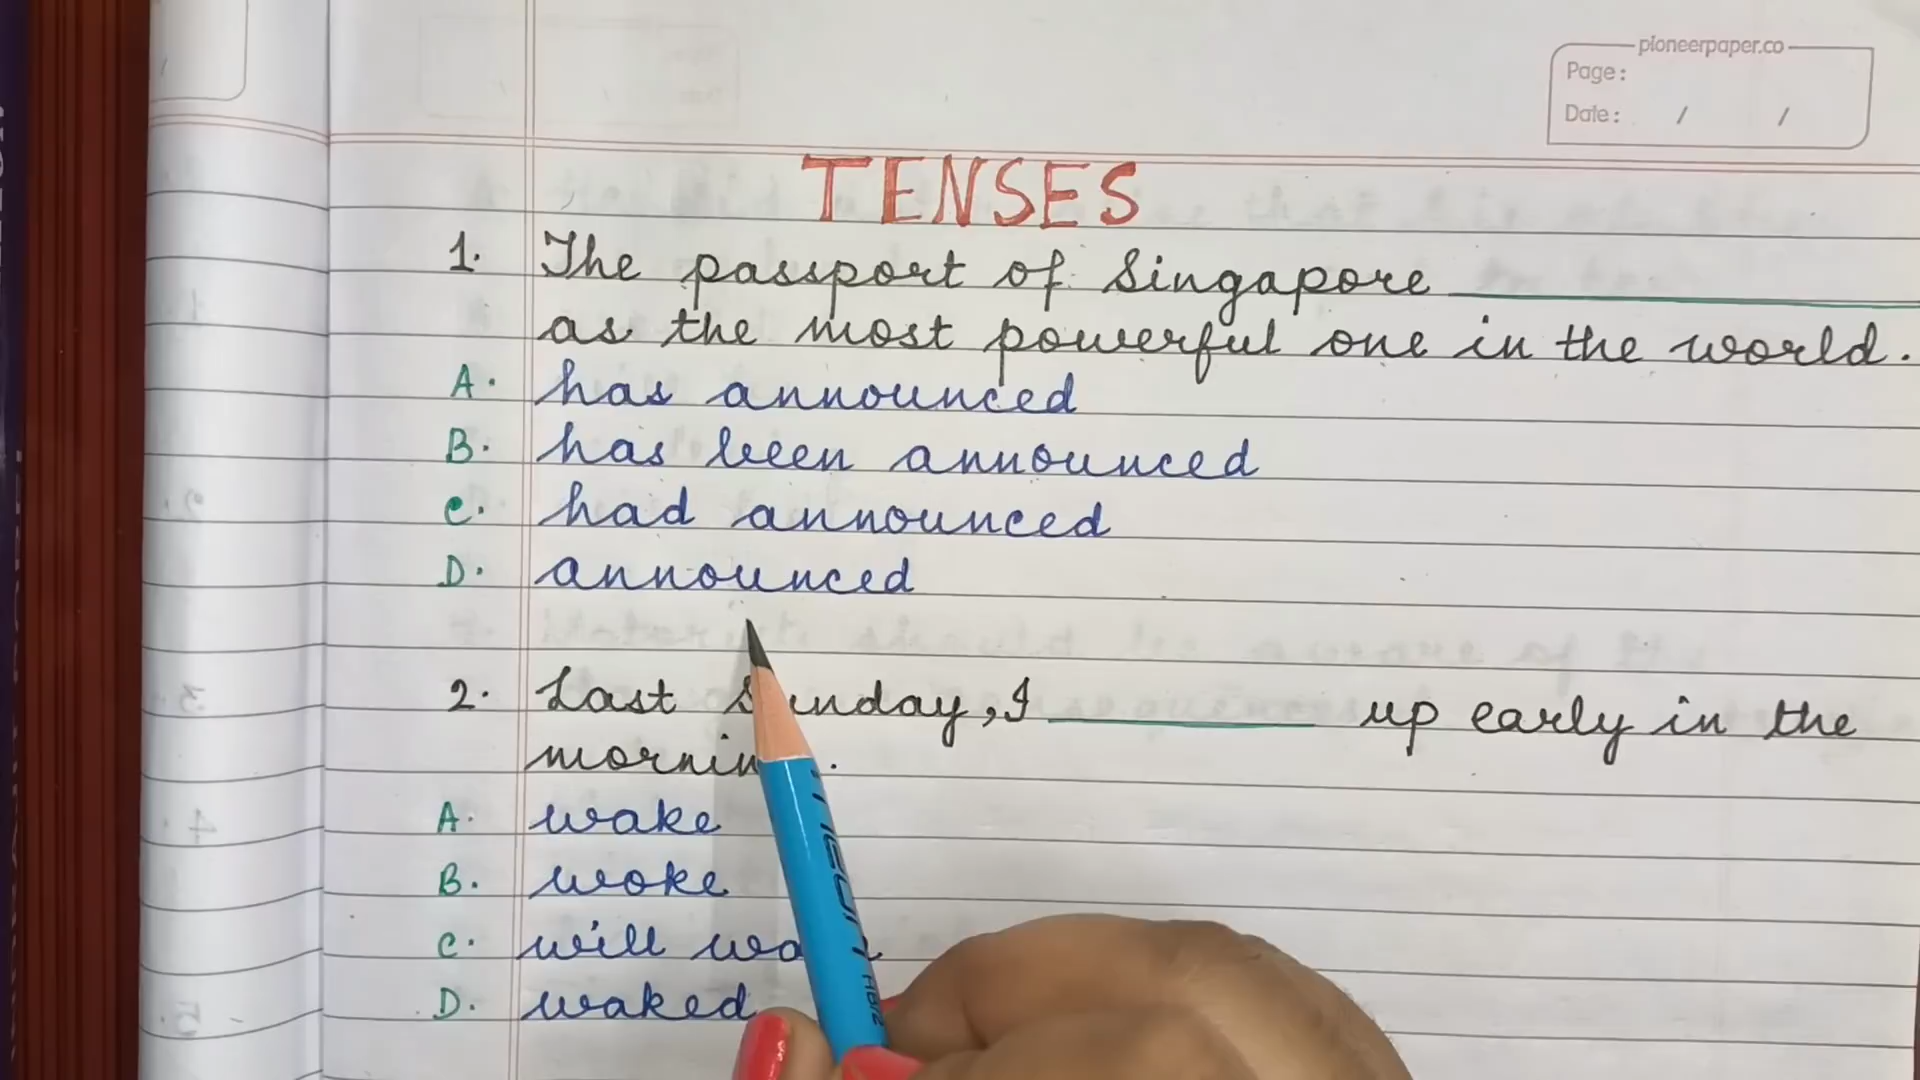 pioneerpaper.co
Page:
Date: / /
TENSES
1. The passport of Singapore ________
as the most powerful one in the world.
A. has announced
B. has been announced
C. had announced
D. announced
2. Last Sunday, I ________ up early in the
morning.
A. wake
B. woke
C. will
D. waked